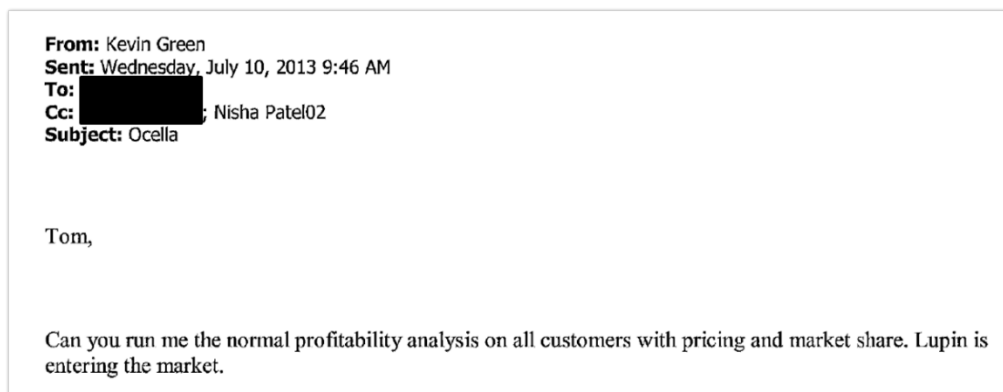 From: Kevin Green
Sent: Wednesday, July 10, 2013 9:46 AM
To:
Cc: ; Nisha Patel02
Subject: Ocella
Tom,
Can you run me the normal profitability analysis on all customers with pricing and market share. Lupin is
entering the market.